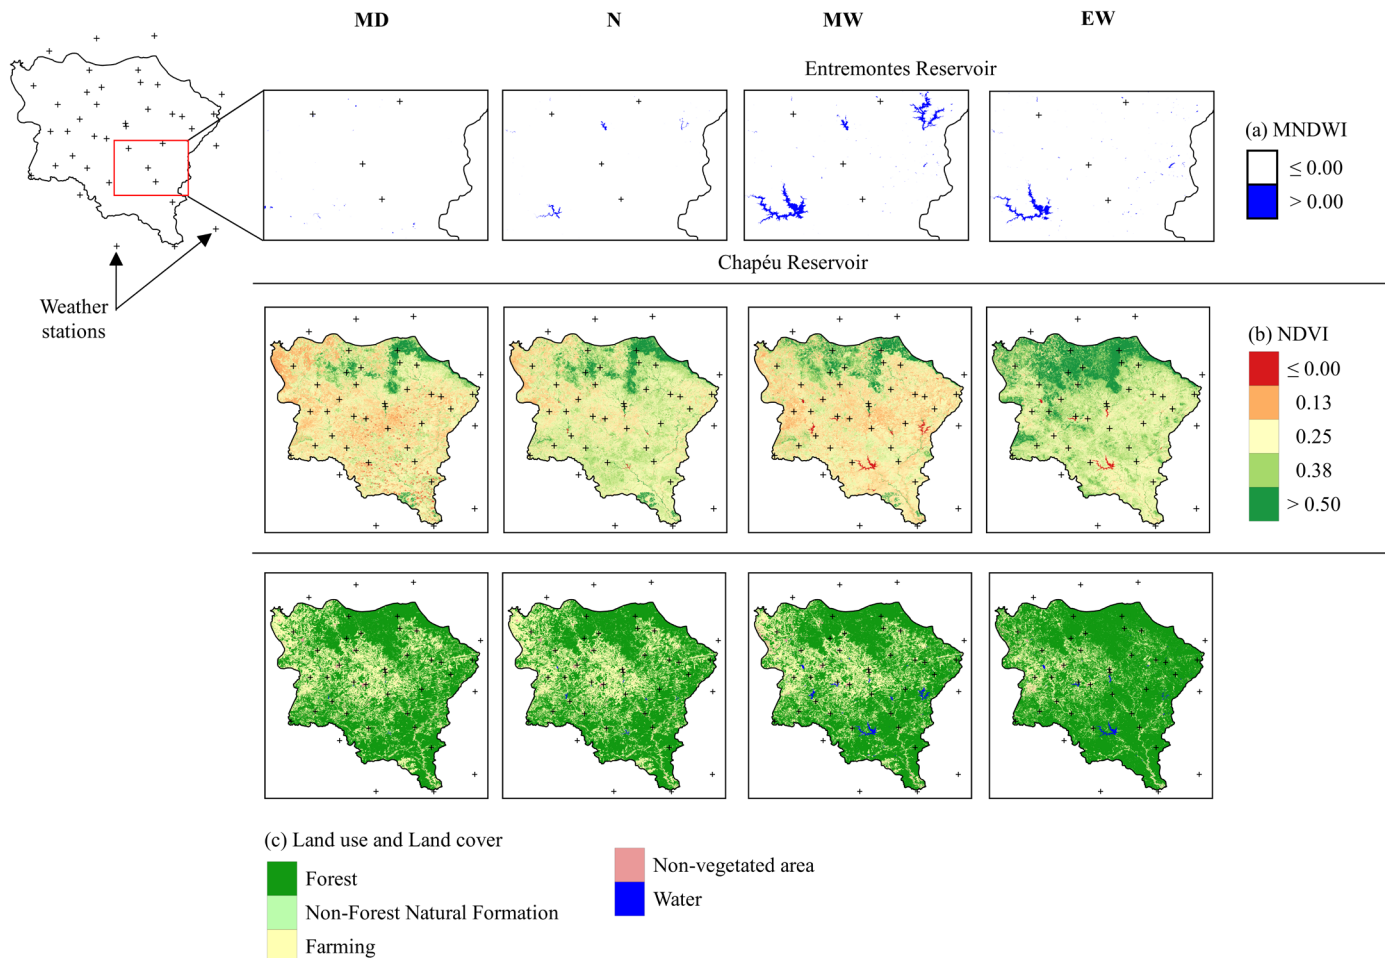 MD
N
MW
EW
Entremontes Reservoir
(a) MNDWI
≤ 0.00
> 0.00
Chapéu Reservoir
Weather
stations
(b) NDVI
≤ 0.00
0.13
0.25
0.38
> 0.50
(c) Land use and Land cover
Forest
Non-Forest Natural Formation
Farming
Non-vegetated area
Water